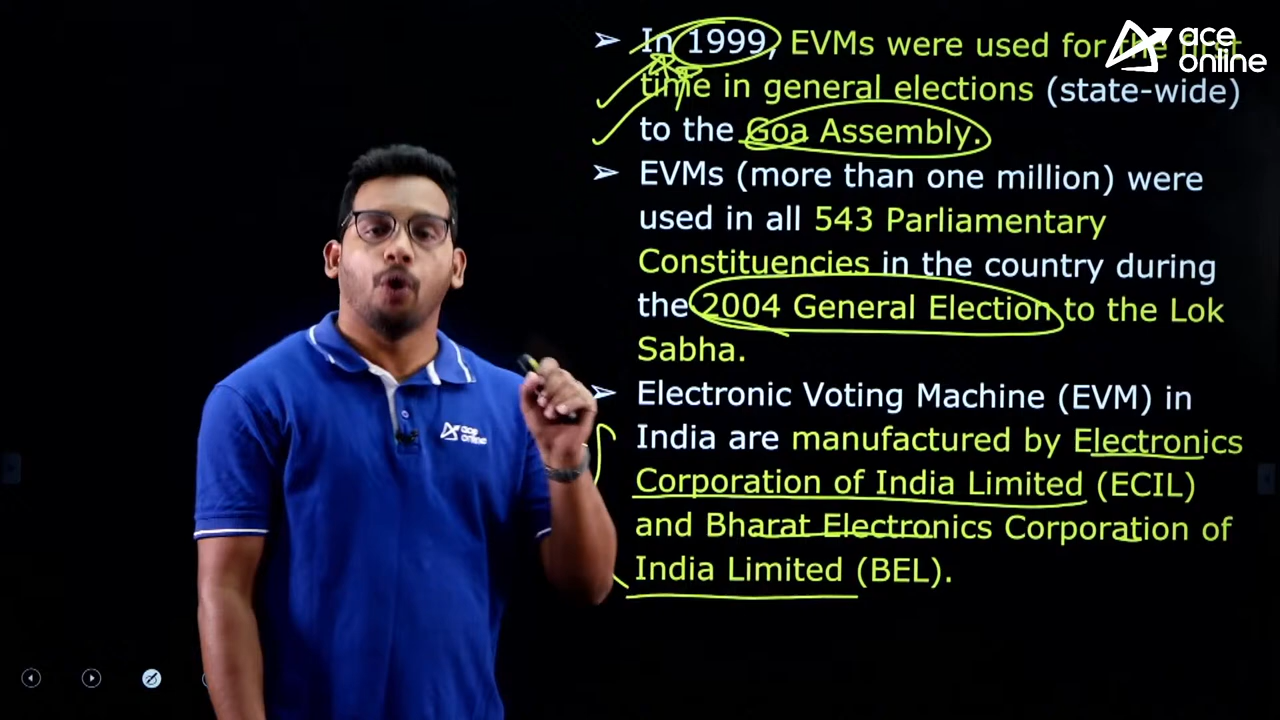 ➢ In 1999, EVMs were used for the first
time in general elections (state-wide)
to the Goa Assembly.
➢ EVMs (more than one million) were
used in all 543 Parliamentary
Constituencies in the country during
the 2004 General Election to the Lok
Sabha.
➢ Electronic Voting Machine (EVM) in
India are manufactured by Electronics
Corporation of India Limited (ECIL)
and Bharat Electronics Corporation of
India Limited (BEL).
ace
online
ace
online